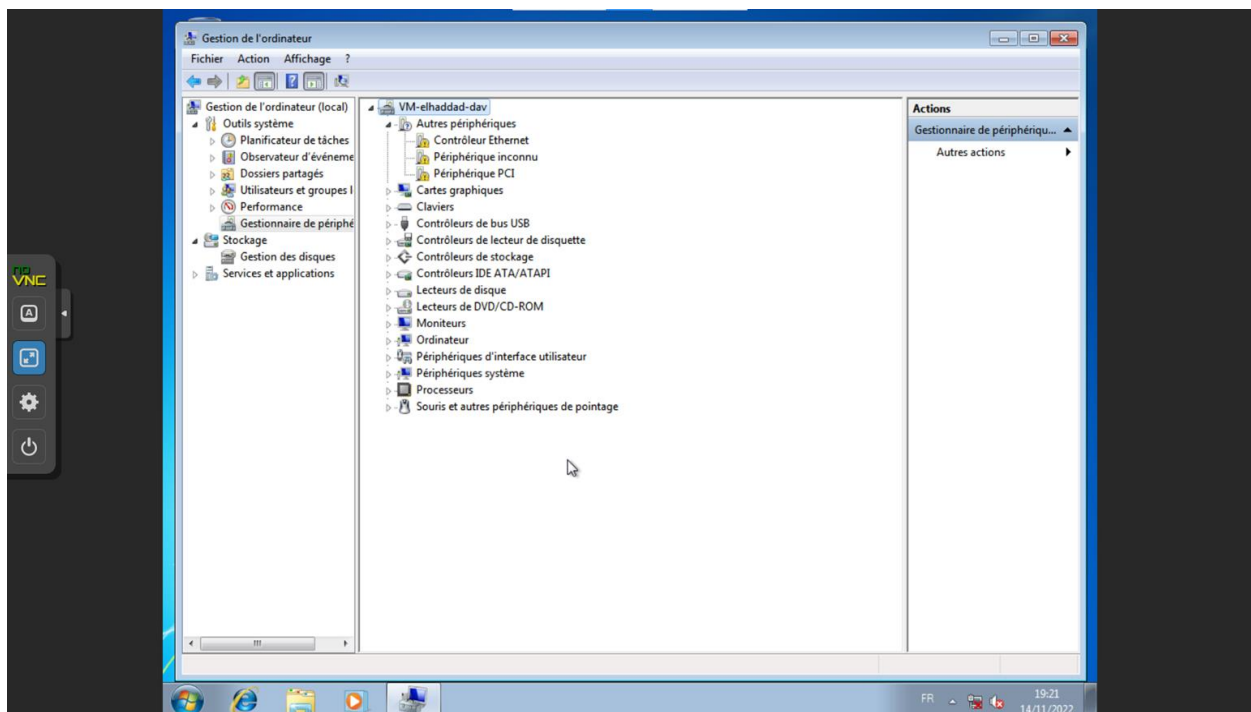 Gestion de l'ordinateur
Fichier Action Affichage ?
Gestion de l'ordinateur (local)
Outils système
Planificateur de tâches
Observateur d'événeme
Dossiers partagés
Utilisateurs et groupes l
Performance
Gestionnaire de périphé
Stockage
Gestion des disques
Services et applications
VM-elhaddad-dav
Autres périphériques
Contrôleur Ethernet
Périphérique inconnu
Périphérique PCI
Cartes graphiques
Claviers
Contrôleurs de bus USB
Contrôleurs de lecteur de disquette
Contrôleurs de stockage
Contrôleurs IDE ATA/ATAPI
Lecteurs de disque
Lecteurs de DVD/CD-ROM
Moniteurs
Ordinateur
Périphériques d'interface utilisateur
Périphériques système
Processeurs
Souris et autres périphériques de pointage
Actions
Gestionnaire de périphériqu...
Autres actions
no
VNC
A
FR
19:21
14/11/2022